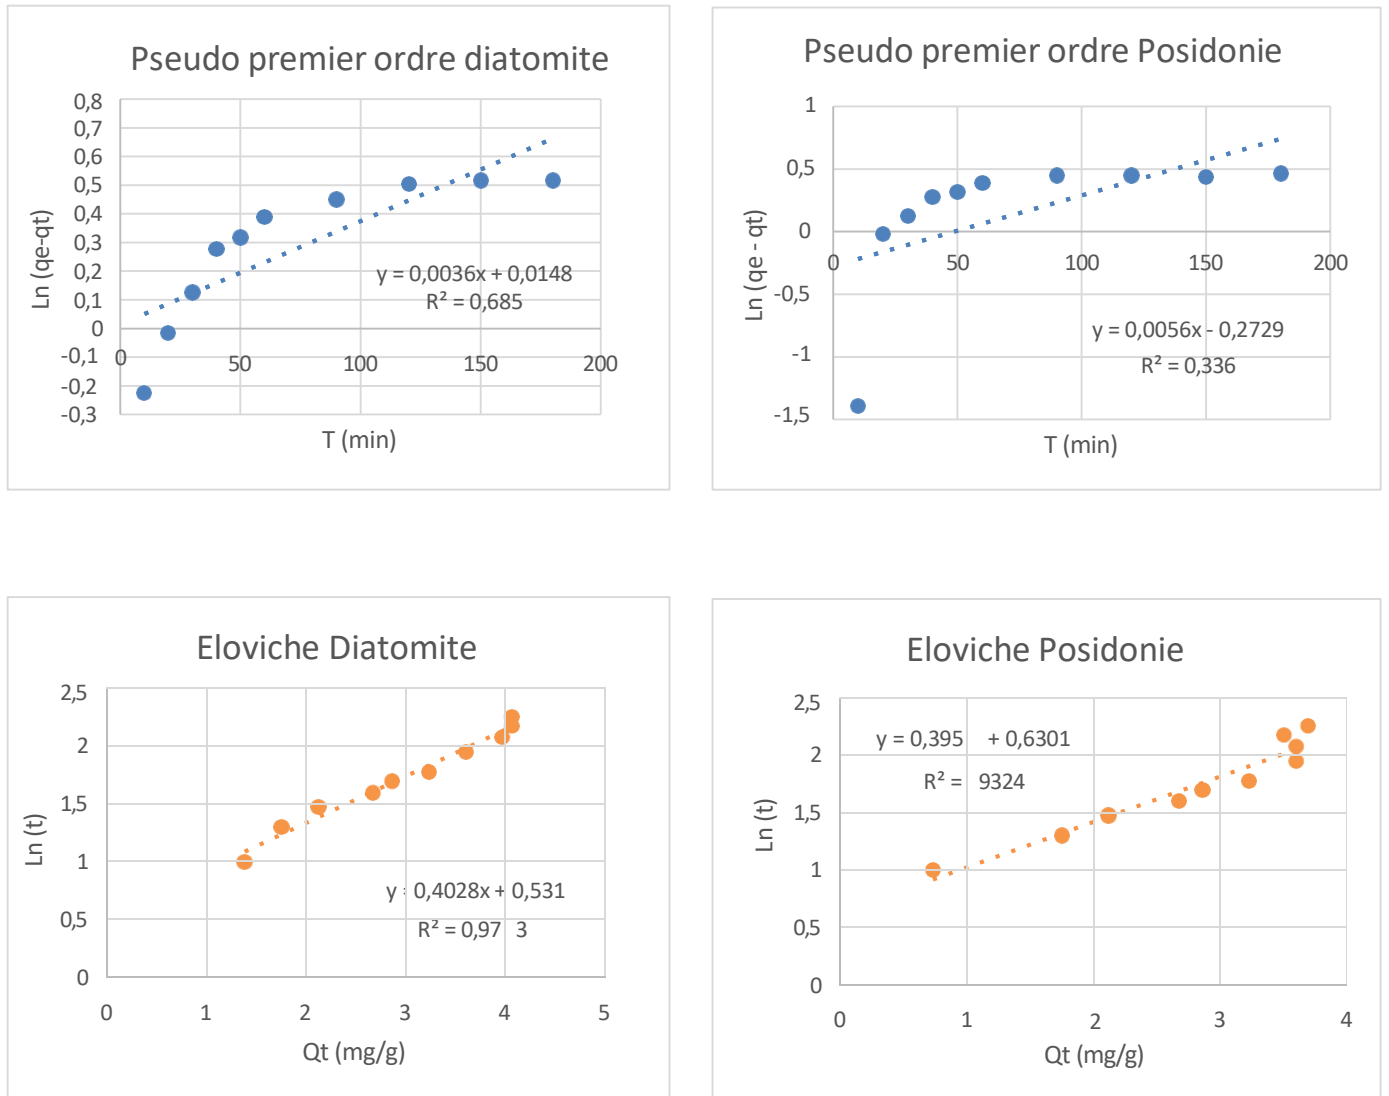 Pseudo premier ordre diatomite
0,8
0,7
0,6
0,5
0,4
0,3
0,2
0,1
0
-0,1
-0,2
-0,3
0
50
100
150
200
Ln (qe-qt)
y = 0,0036x + 0,0148
R² = 0,685
T (min)
Pseudo premier ordre Posidonie
1
0,5
0
-0,5
-1
-1,5
0
50
100
150
200
Ln (qe - qt)
y = 0,0056x - 0,2729
R² = 0,336
T (min)
Eloviche Diatomite
2,5
2
1,5
1
0,5
0
0
1
2
3
4
5
Ln (t)
y = 0,4028x + 0,531
R² = 0,97 3
Qt (mg/g)
Eloviche Posidonie
2,5
2
1,5
1
0,5
0
0
1
2
3
4
Ln (t)
y = 0,395 + 0,6301
R² = 9324
Qt (mg/g)